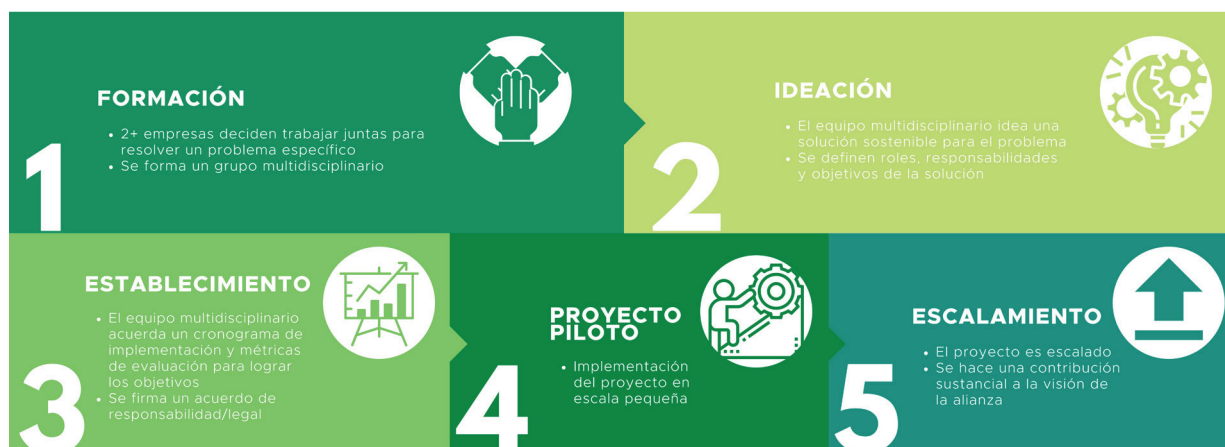 1
FORMACIÓN
• 2+ empresas deciden trabajar juntas para
resolver un problema específico
• Se forma un grupo multidisciplinario
2
IDEACIÓN
• El equipo multidisciplinario idea una
solución sostenible para el problema
• Se definen roles, responsabilidades
y objetivos de la solución
3
ESTABLECIMIENTO
• El equipo multidisciplinario
acuerda un cronograma de
implementación y métricas
de evaluación para lograr
los objetivos
• Se firma un acuerdo de
responsabilidad/legal
4
PROYECTO
PILOTO
• Implementación
del proyecto en
escala pequeña
5
ESCALAMIENTO
• El proyecto es escalado
• Se hace una contribución
sustancial a la visión de
la alianza